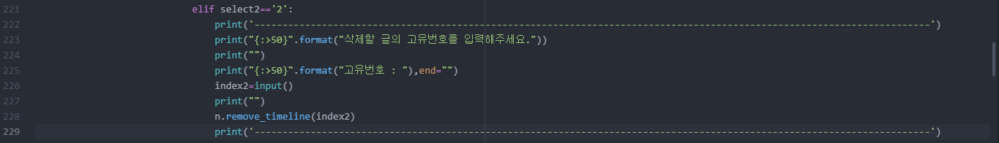 221 elif select2=='2':
222 print('------------------------------------------------------------------------------------------------------------------------')
223 print("{:>50}".format("삭제할 글의 고유번호를 입력해주세요."))
224 print("")
225 print("{:>50}".format("고유번호 : "),end="")
226 index2=input()
227 print("")
228 n.remove_timeline(index2)
229 print('------------------------------------------------------------------------------------------------------------------------')